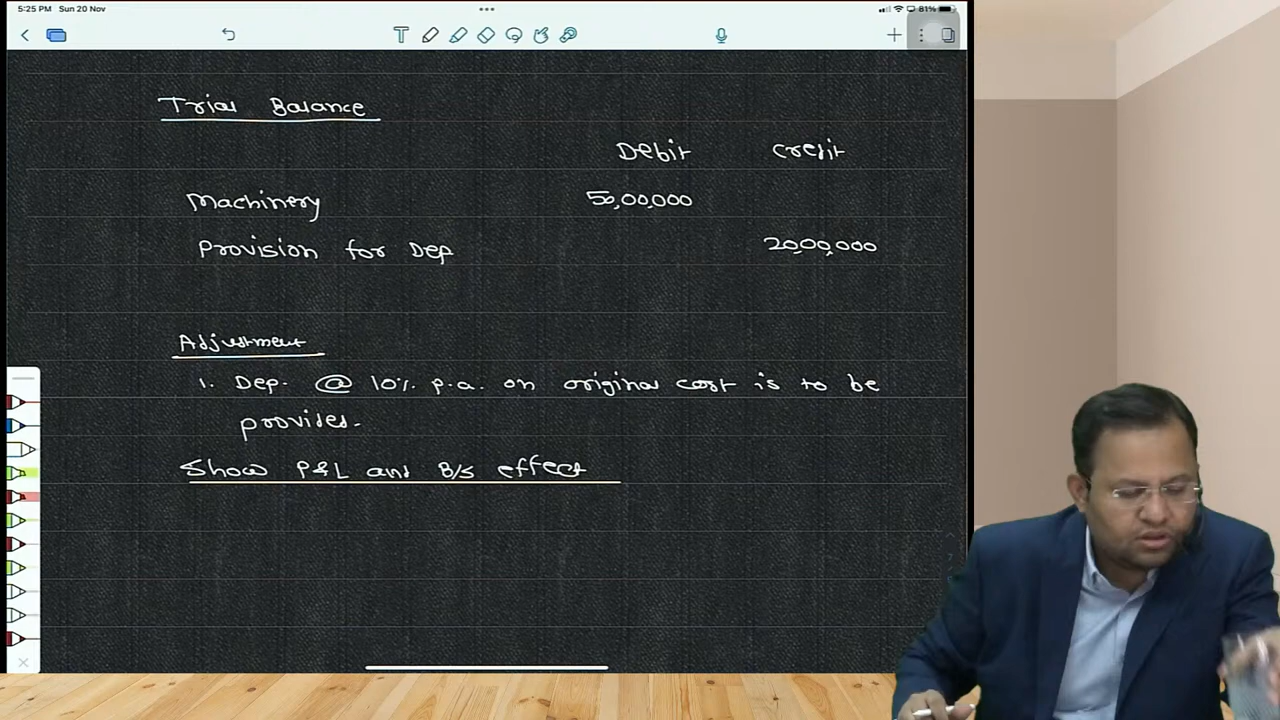 5:25 PM Sun 20 Nov
81%
Trial Balance
Debit Credit
Machinery 50,00,000
Provision for Dep 20,00,000
Adjustment
1. Dep. @ 10% p.a. on original cost is to be
provided.
Show P&L and B/S effect